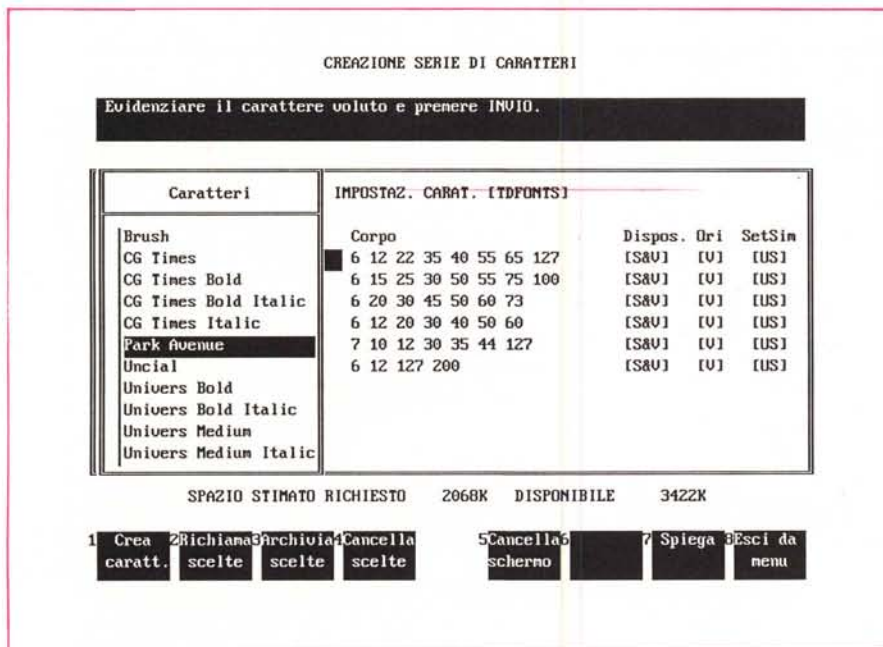 CREAZIONE SERIE DI CARATTERI
Evidenziare il carattere voluto e premere INVIO.
Caratteri
Brush
CG Times
CG Times Bold
CG Times Bold Italic
CG Times Italic
Park Avenue
Uncial
Univers Bold
Univers Bold Italic
Univers Medium
Univers Medium Italic
IMPOSTAZ. CARAT. [TDFONTS]
Corpo Dispos. Ori SetSim
6 12 22 35 40 55 65 127 [S&V] [V] [US]
6 15 25 30 50 55 75 100 [S&V] [V] [US]
6 20 30 45 50 60 73 [S&V] [V] [US]
6 12 20 30 40 50 60 [S&V] [V] [US]
7 10 12 30 35 44 127 [S&V] [V] [US]
6 12 127 200 [S&V] [V] [US]
SPAZIO STIMATO RICHIESTO 2068K DISPONIBILE 3422K
1 Crea caratt.
2 Richiama scelte
3 Archivia scelte
4 Cancella scelte
5 Cancella schermo
6
7 Spiega
8 Esci da menu